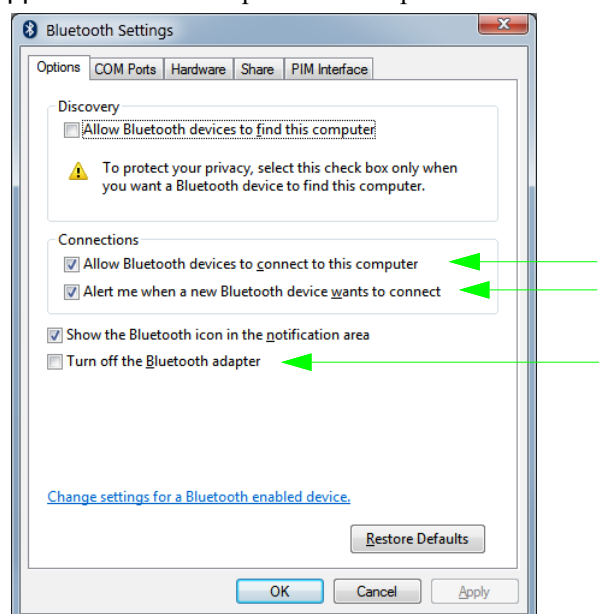 Bluetooth Settings
Options COM Ports Hardware Share PIM Interface
Discovery
Allow Bluetooth devices to find this computer
To protect your privacy, select this check box only when
you want a Bluetooth device to find this computer.
Connections
Allow Bluetooth devices to connect to this computer
Alert me when a new Bluetooth device wants to connect
Show the Bluetooth icon in the notification area
Turn off the Bluetooth adapter
Change settings for a Bluetooth enabled device.
Restore Defaults
OK Cancel Apply